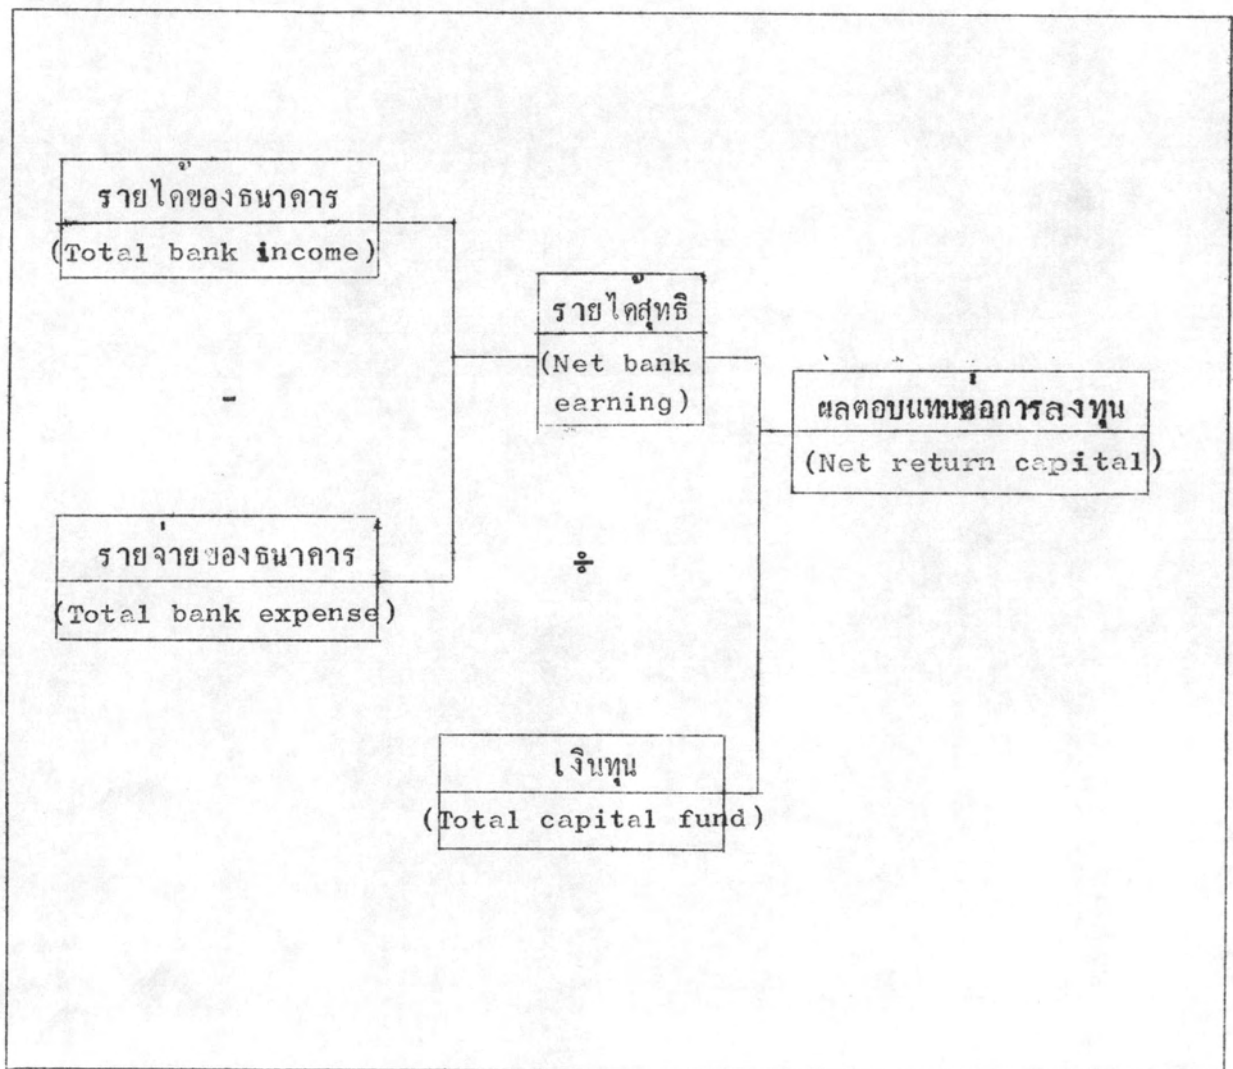 รายได้ของธนาคาร
(Total bank income)
รายได้สุทธิ
(Net bank
earning)
-
ผลตอบแทนต่อการลงทุน
(Net return capital)
รายจ่ายของธนาคาร
(Total bank expense)
÷
เงินทุน
(Total capital fund)